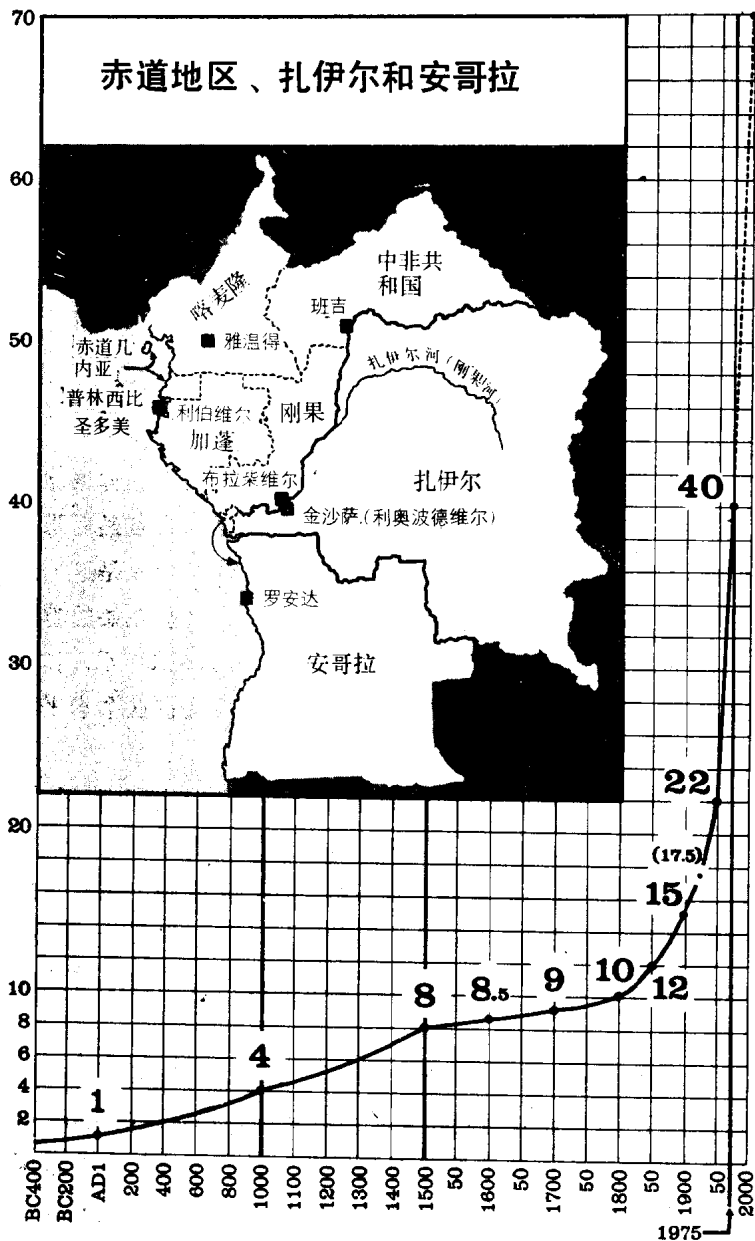 70
赤道地区、扎伊尔和安哥拉
60
中非共
和国
喀麦隆
班吉
50
雅温得
赤道几
内亚
扎伊尔河(刚果河)
普林西比
圣多美
利伯维尔
刚果
加蓬
布拉柴维尔
扎伊尔
40
40
金沙萨.(利奥波德维尔)
罗安达
30
安哥拉
22
20
(17.5)
15
10
8
8.5
9
10
12
8
6
4
4
2
1
BC400
BC200
AD1
200
400
600
800
1000
1100
1200
1300
1400
1500
50
1600
50
1700
50
1800
50
1900
50
2000
1975